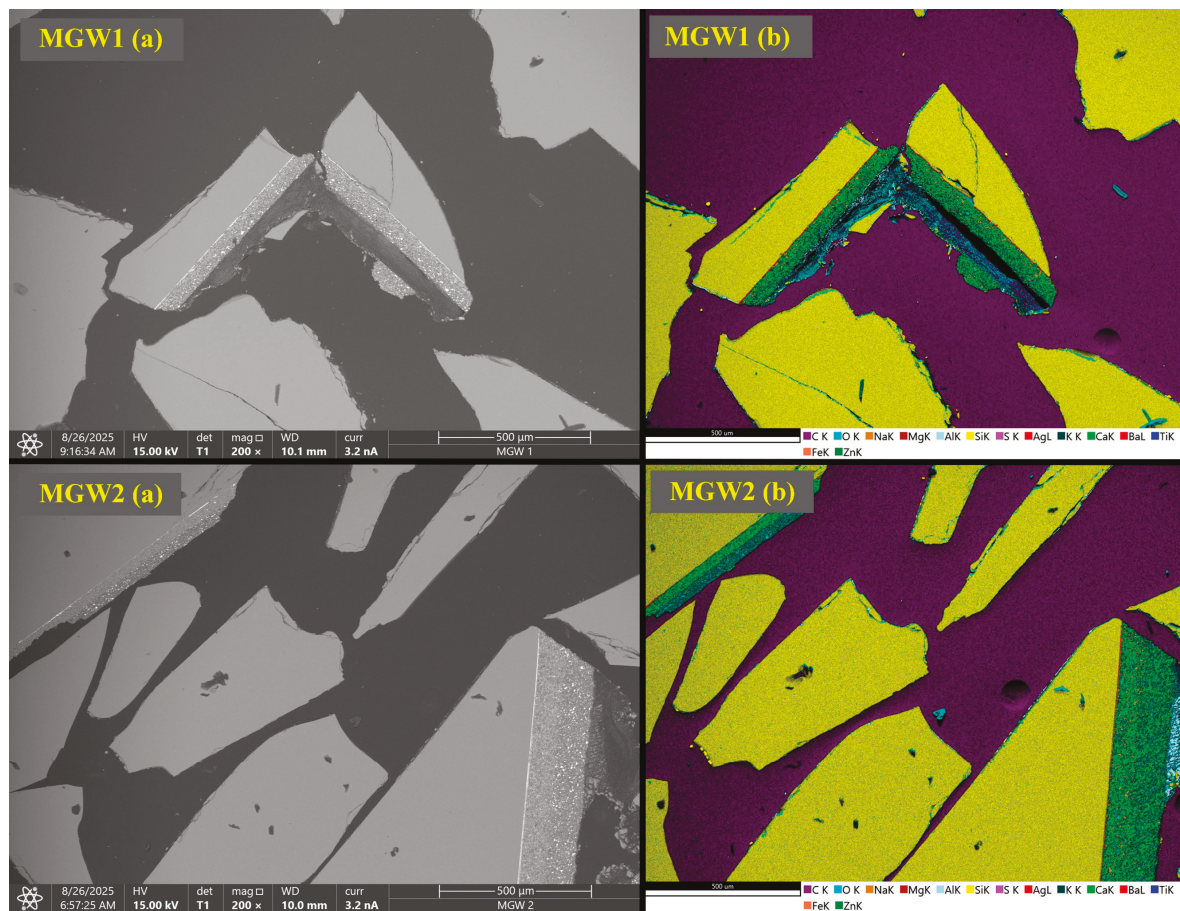 MGW1 (a)
8/26/2025 HV det mag □ WD curr 500 µm
9:16:34 AM 15.00 kV T1 200 × 10.1 mm 3.2 nA MGW 1
MGW1 (b)
500 um
C K O K NaK MgK AlK SiK S K AgL K K CaK BaL TiK
FeK ZnK
MGW2 (a)
8/26/2025 HV det mag □ WD curr 500 µm
6:57:25 AM 15.00 kV T1 200 × 10.0 mm 3.2 nA MGW 2
MGW2 (b)
500 um
C K O K NaK MgK AlK SiK S K AgL K K CaK BaL TiK
FeK ZnK